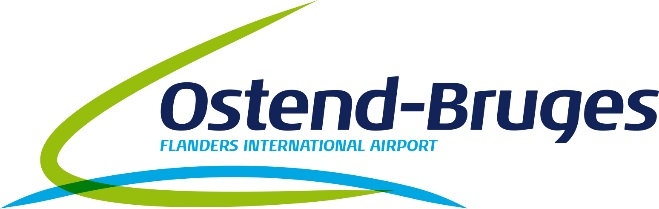 Ostend-Bruges
FLANDERS INTERNATIONAL AIRPORT